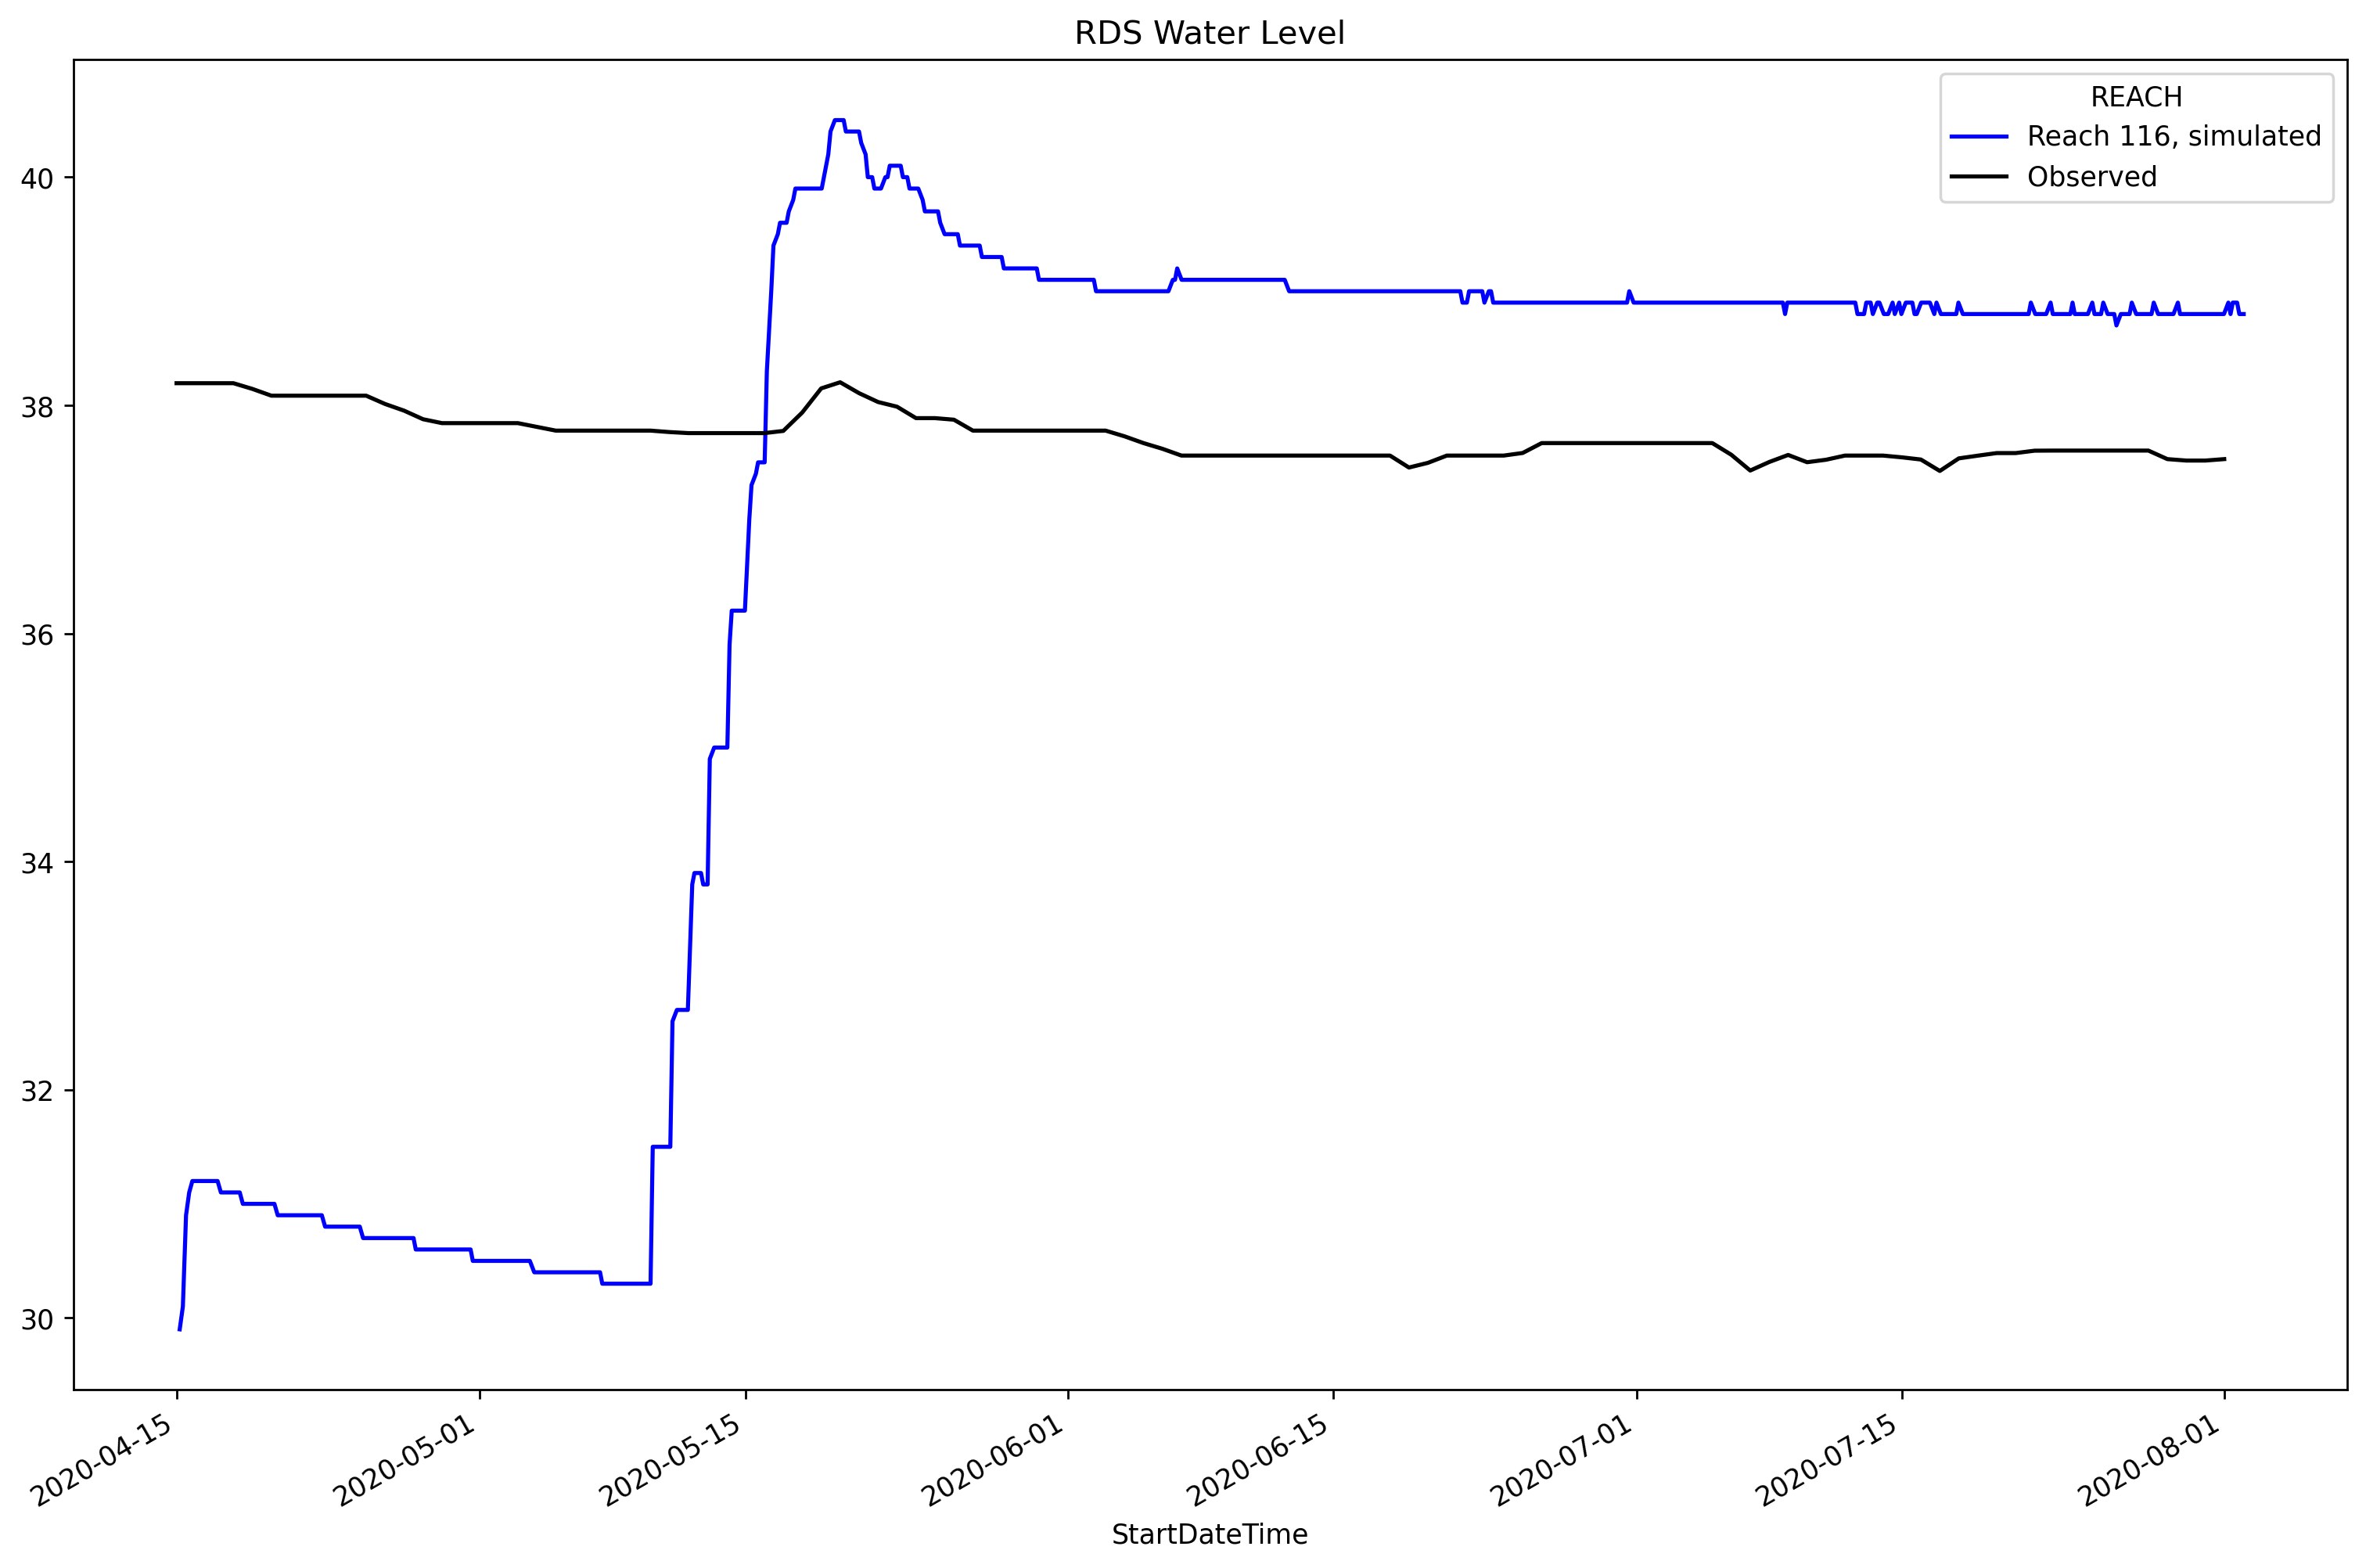 RDS Water Level
REACH
Reach 116, simulated
Observed
40
38
36
34
32
30
2020-04-15
2020-05-01
2020-05-15
2020-06-01
2020-06-15
2020-07-01
2020-07-15
2020-08-01
StartDateTime